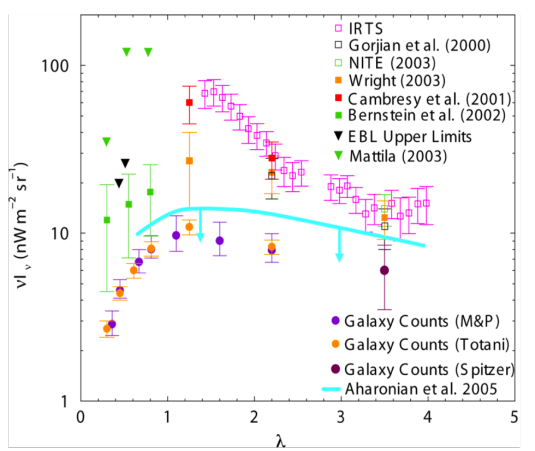 IRTS
Gorjian et al. (2000)
NITE (2003)
Wright (2003)
Cambresy et al. (2001)
Bernstein et al. (2002)
EBL Upper Limits
Mattila (2003)
100
10
1
νIν (nW m−2 sr−1)
Galaxy Counts (M&P)
Galaxy Counts (Totani)
Galaxy Counts (Spitzer)
Aharonian et al. 2005
0 1 2 3 4 5
λ